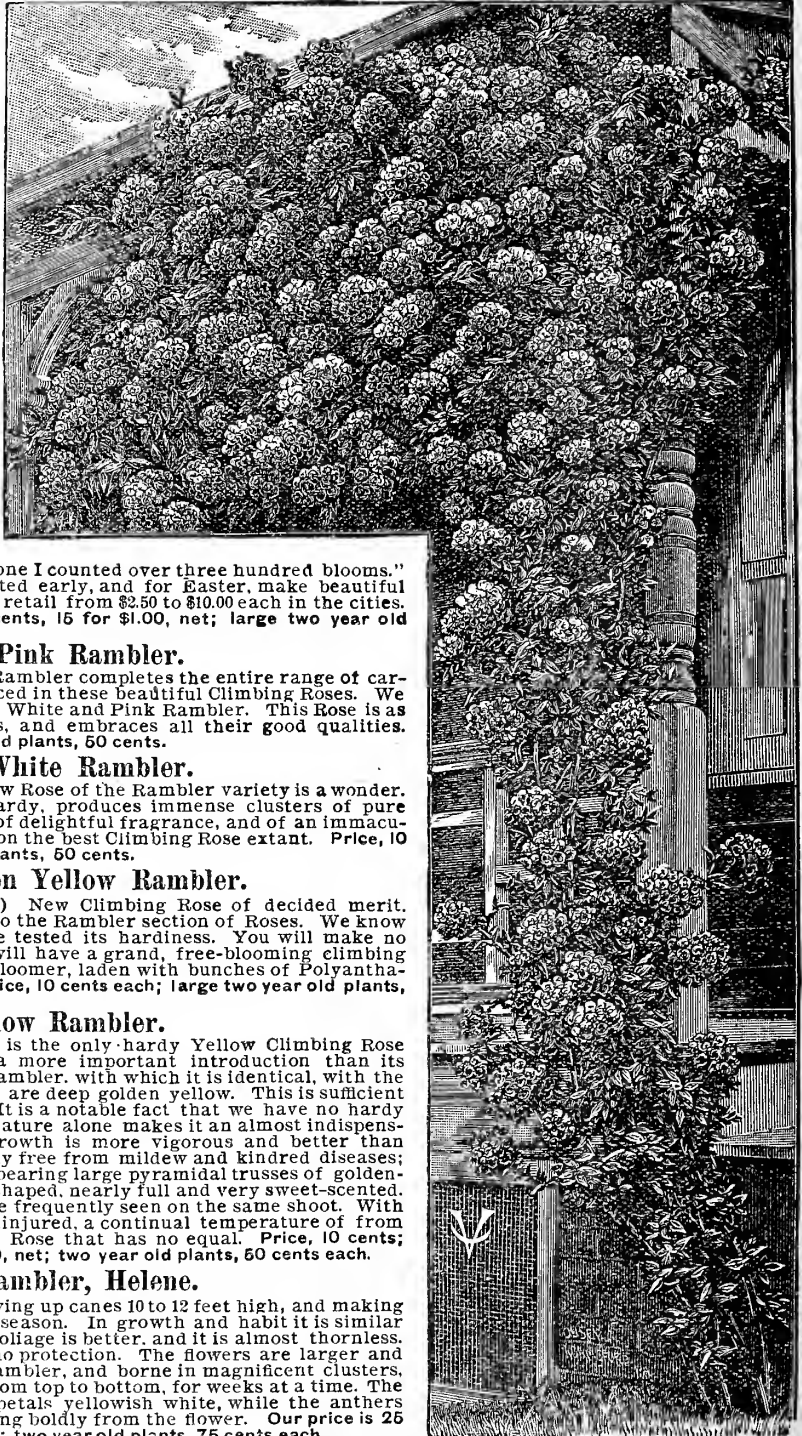 one I counted over three hundred blooms."
ted early, and for Easter, make beautiful
retail from $2.50 to $10.00 each in the cities.
ents, 15 for $1.00, net; large two year old
Pink Rambler.
Rambler completes the entire range of car-
ced in these beautiful Climbing Roses. We
White and Pink Rambler. This Rose is as
s, and embraces all their good qualities.
d plants, 50 cents.
White Rambler.
w Rose of the Rambler variety is a wonder.
ardy, produces immense clusters of pure
of delightful fragrance, and of an immacu-
on the best Climbing Rose extant. Price, 10
ants, 50 cents.
n Yellow Rambler.
) New Climbing Rose of decided merit.
o the Rambler section of Roses. We know
e tested its hardiness. You will make no
will have a grand, free-blooming climbing
loomer, laden with bunches of Polyantha-
ice, 10 cents each; large two year old plants,
low Rambler.
is the only hardy Yellow Climbing Rose
a more important introduction than its
ambler. with which it is identical, with the
are deep golden yellow. This is sufficient
It is a notable fact that we have no hardy
ature alone makes it an almost indispens-
rowth is more vigorous and better than
y free from mildew and kindred diseases;
bearing large pyramidal trusses of golden-
haped, nearly full and very sweet-scented.
e frequently seen on the same shoot. With
injured, a continual temperature of from
Rose that has no equal. Price, 10 cents;
, net; two year old plants, 50 cents each.
ambler, Helene.
ving up canes 10 to 12 feet high, and making
season. In growth and habit it is similar
oliage is better. and it is almost thornless.
no protection. The flowers are larger and
ambler, and borne in magnificent clusters,
om top to bottom, for weeks at a time. The
petals yellowish white, while the anthers
ng boldly from the flower. Our price is 25
two year old plants, 75 cents each